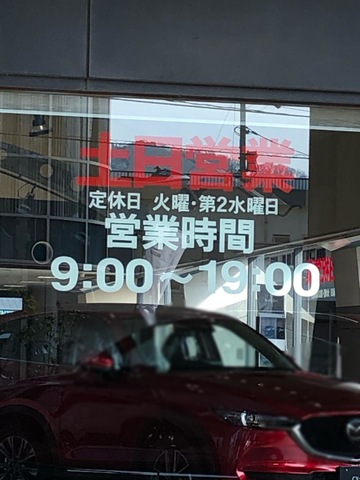 土日営業
定休日 火曜・第2水曜日
営業時間
9:00～19:00